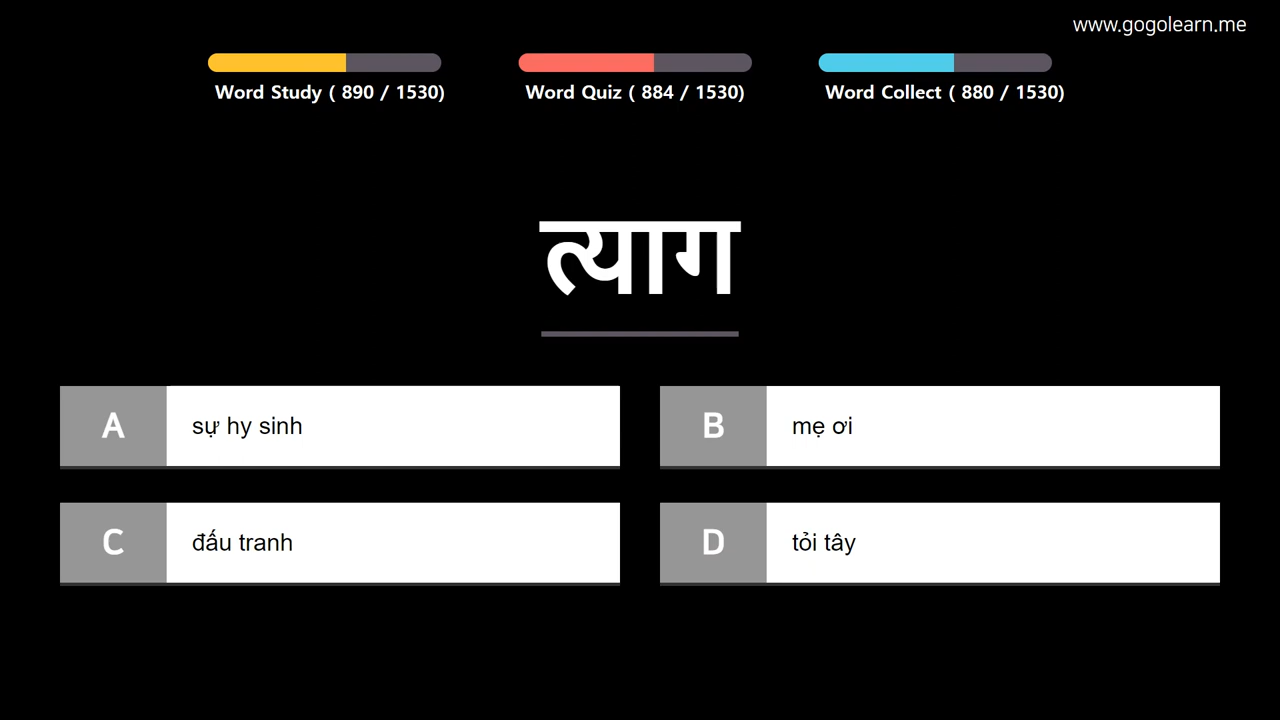 www.gogolearn.me
Word Study ( 890 / 1530)
Word Quiz ( 884 / 1530)
Word Collect ( 880 / 1530)
त्याग
A sự hy sinh
B mẹ ơi
C đấu tranh
D tỏi tây